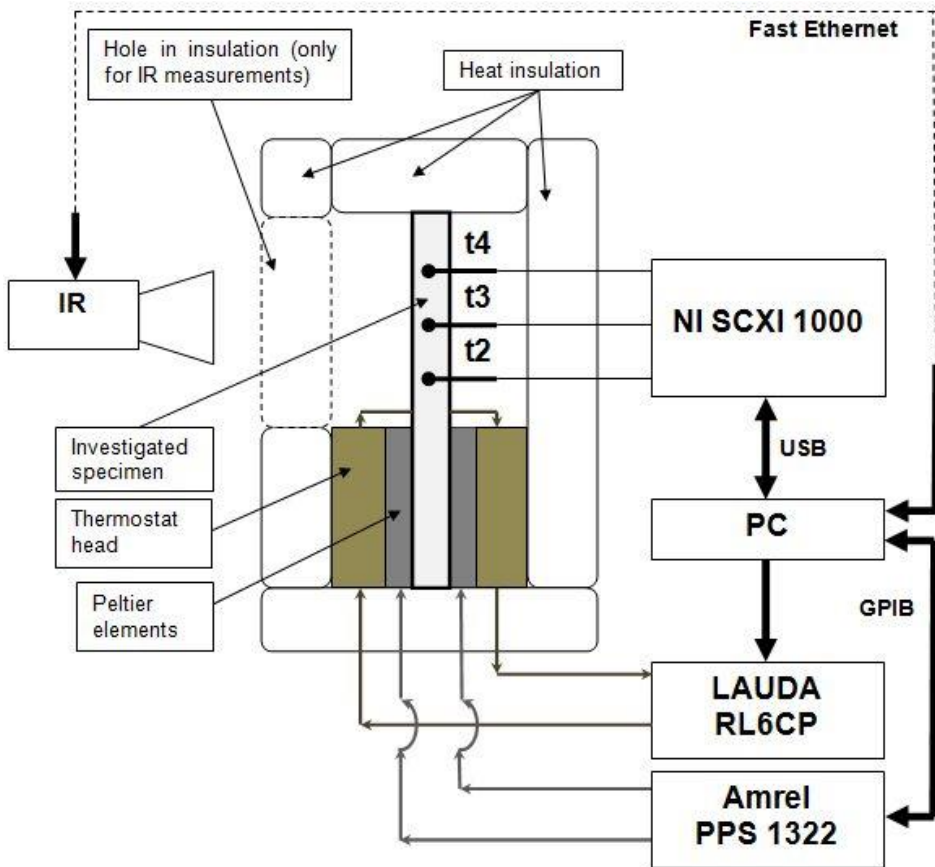 Fast Ethernet
Hole in insulation (only
for IR measurements)
Heat insulation
t4
IR
t3
NI SCXI 1000
t2
Investigated
specimen
USB
Thermostat
head
PC
Peltier
elements
GPIB
LAUDA
RL6CP
Amrel
PPS 1322